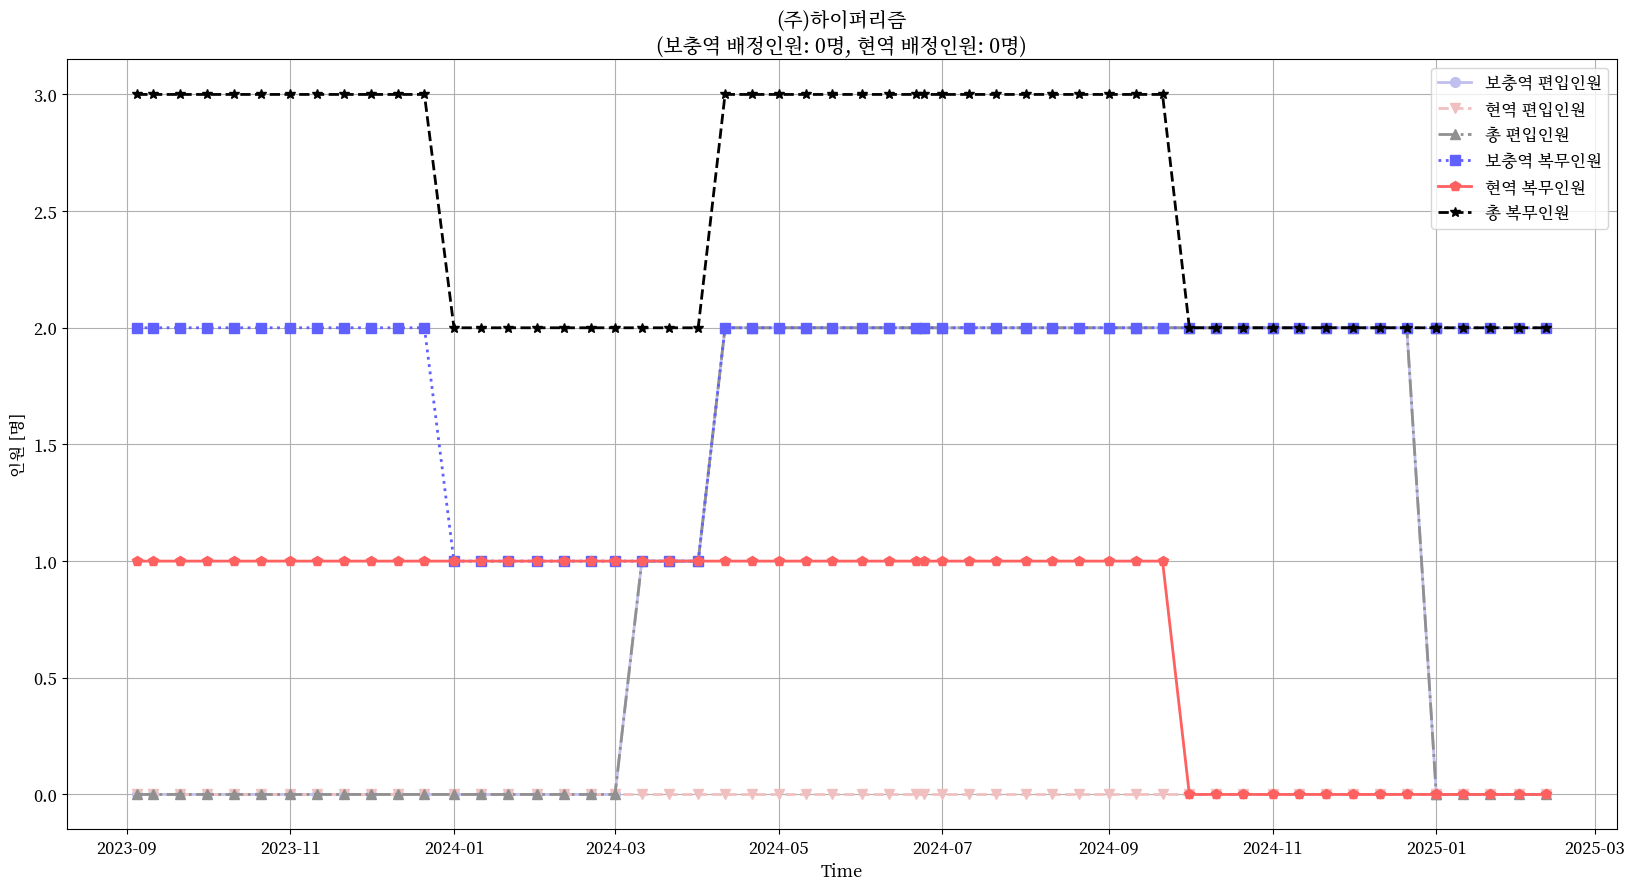 (주)하이퍼리즘
(보충역 배정인원: 0명, 현역 배정인원: 0명)
보충역 편입인원
현역 편입인원
총 편입인원
보충역 복무인원
현역 복무인원
총 복무인원
인원 [명]
3.0
2.5
2.0
1.5
1.0
0.5
0.0
2023-09
2023-11
2024-01
2024-03
2024-05
2024-07
2024-09
2024-11
2025-01
2025-03
Time